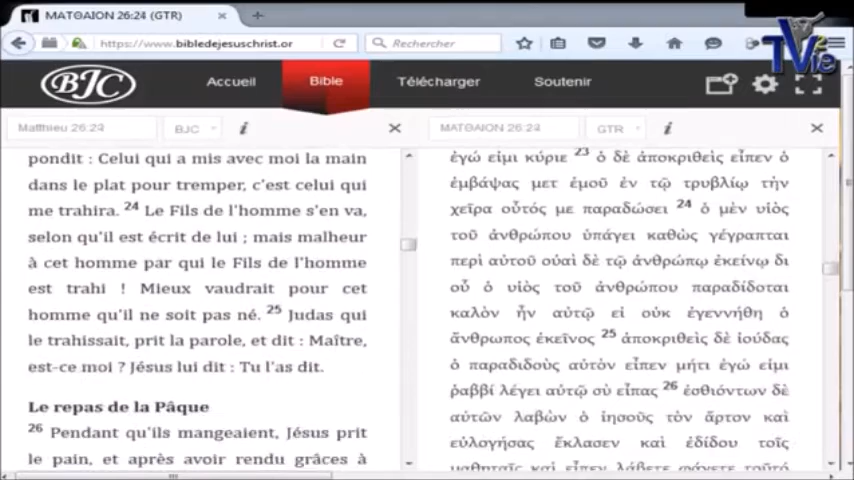 ΜΑΤΘΑΙΟΝ 26:24 (GTR)
https://www.bibledejesuschrist.or
Rechercher
TVie
BJC
Accueil
Bible
Télécharger
Soutenir
Matthieu 26:24
BJC
pondit : Celui qui a mis avec moi la main
dans le plat pour tremper, c'est celui qui
me trahira. 24 Le Fils de l'homme s'en va,
selon qu'il est écrit de lui ; mais malheur
à cet homme par qui le Fils de l'homme
est trahi ! Mieux vaudrait pour cet
homme qu'il ne soit pas né. 25 Judas qui
le trahissait, prit la parole, et dit : Maître,
est-ce moi ? Jésus lui dit : Tu l'as dit.
Le repas de la Pâque
26 Pendant qu'ils mangeaient, Jésus prit
le pain, et après avoir rendu grâces à
ΜΑΤΘΑΙΟΝ 26:24
GTR
ἐγώ εἰμι κύριε 23 ὁ δὲ ἀποκριθεὶς εἶπεν ὁ
ἐμβάψας μετ ἐμοῦ ἐν τῷ τρυβλίῳ τὴν
χεῖρα οὗτός με παραδώσει 24 ὁ μὲν υἱὸς
τοῦ ἀνθρώπου ὑπάγει καθὼς γέγραπται
περὶ αὐτοῦ οὐαὶ δὲ τῷ ἀνθρώπῳ ἐκείνῳ δι
οὗ ὁ υἱὸς τοῦ ἀνθρώπου παραδίδοται
καλὸν ἦν αὐτῷ εἰ οὐκ ἐγεννήθη ὁ
ἄνθρωπος ἐκεῖνος 25 ἀποκριθεὶς δὲ ἰούδας
ὁ παραδιδοὺς αὐτὸν εἶπεν μήτι ἐγώ εἰμι
ῥαββί λέγει αὐτῷ σὺ εἶπας 26 ἐσθιόντων δὲ
αὐτῶν λαβὼν ὁ ἰησοῦς τὸν ἄρτον καὶ
εὐλογήσας ἔκλασεν καὶ ἐδίδου τοῖς
μαθηταῖς καὶ εἶπεν λάβετε φάγετε τοῦτό